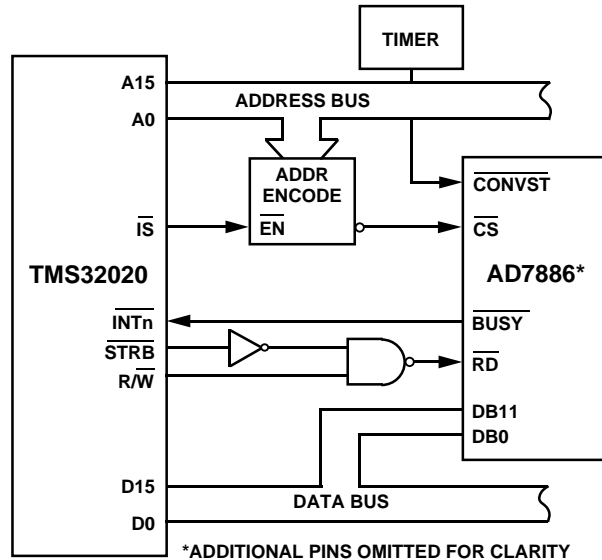 TIMER
A15
ADDRESS BUS
A0
ADDR
ENCODE
CONVST
IS
EN
CS
TMS32020
AD7886*
INTn
BUSY
STRB
R/W
RD
DB11
DB0
D15
DATA BUS
D0
*ADDITIONAL PINS OMITTED FOR CLARITY